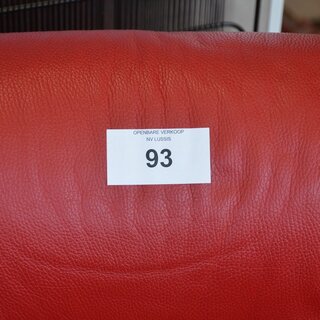 OPENBARE VERKOOP
NV LUSSIS
93